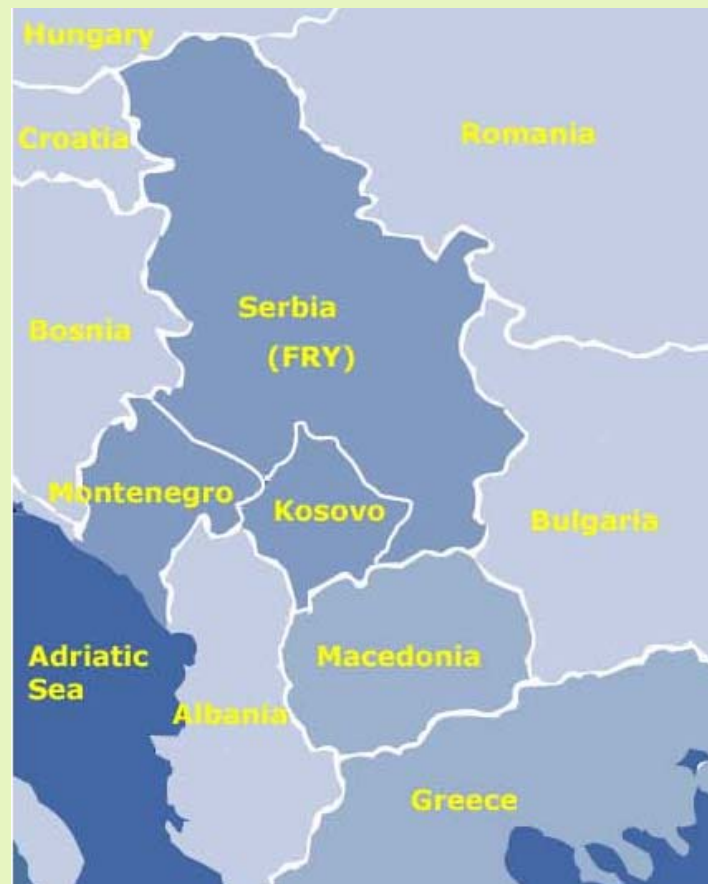 Hungary
Croatia
Romania
Serbia
(FRY)
Bosnia
Montenegro
Kosovo
Bulgaria
Adriatic
Sea
Macedonia
Albania
Greece